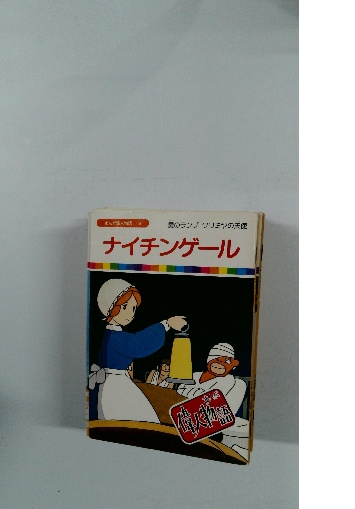 愛のランプ クリミヤの天使
ナイチンゲール
偉人物語